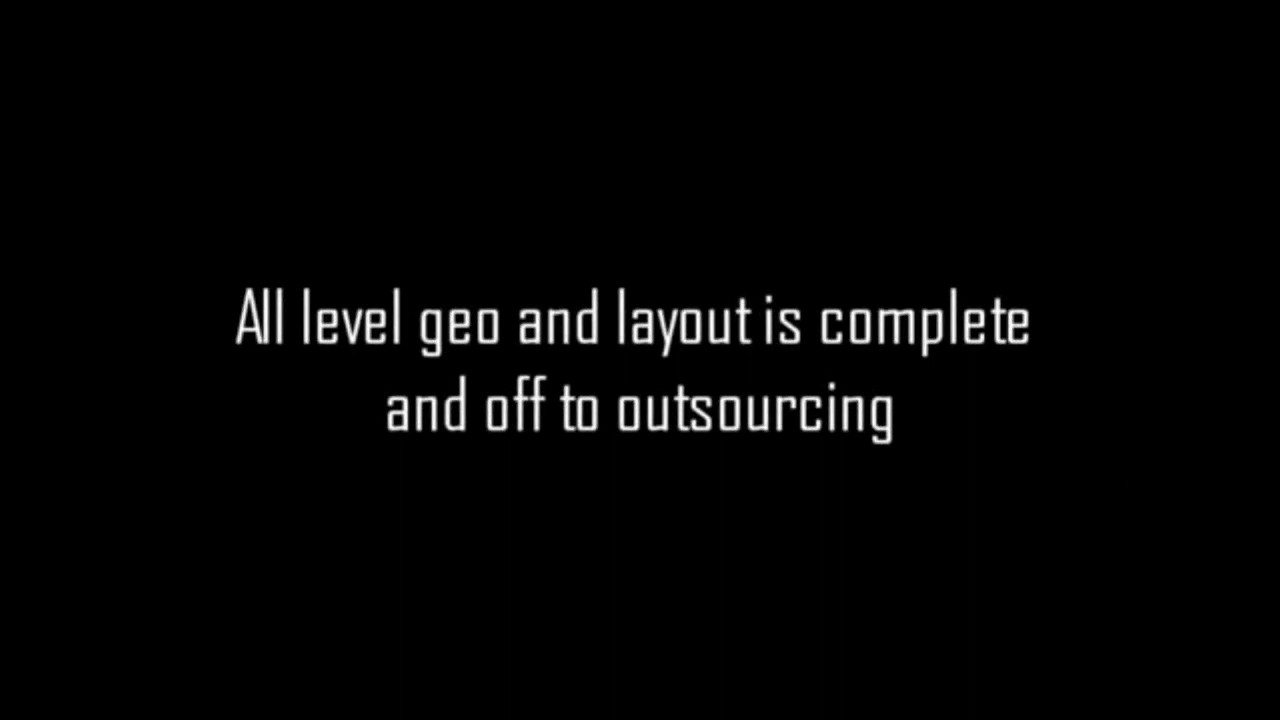 All level geo and layout is complete
and off to outsourcing